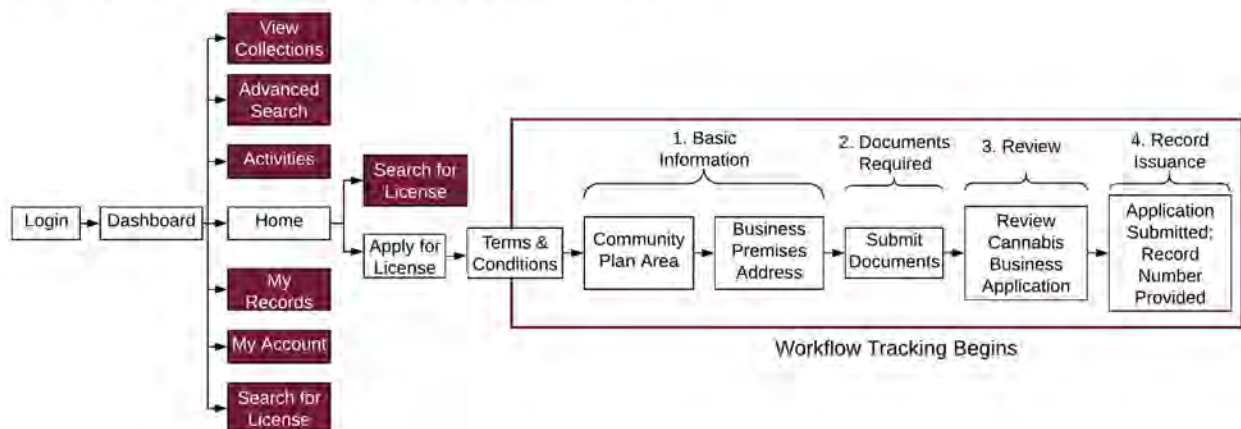 View
Collections
Advanced
Search
Activities
Login
Dashboard
Home
My
Records
My Account
Search for
License
Search for
License
Apply for
License
Terms &
Conditions
1. Basic
Information
Community
Plan Area
Business
Premises
Address
2. Documents
Required
Submit
Documents
3. Review
Review
Cannabis
Business
Application
4. Record
Issuance
Application
Submitted;
Record
Number
Provided
Workflow Tracking Begins